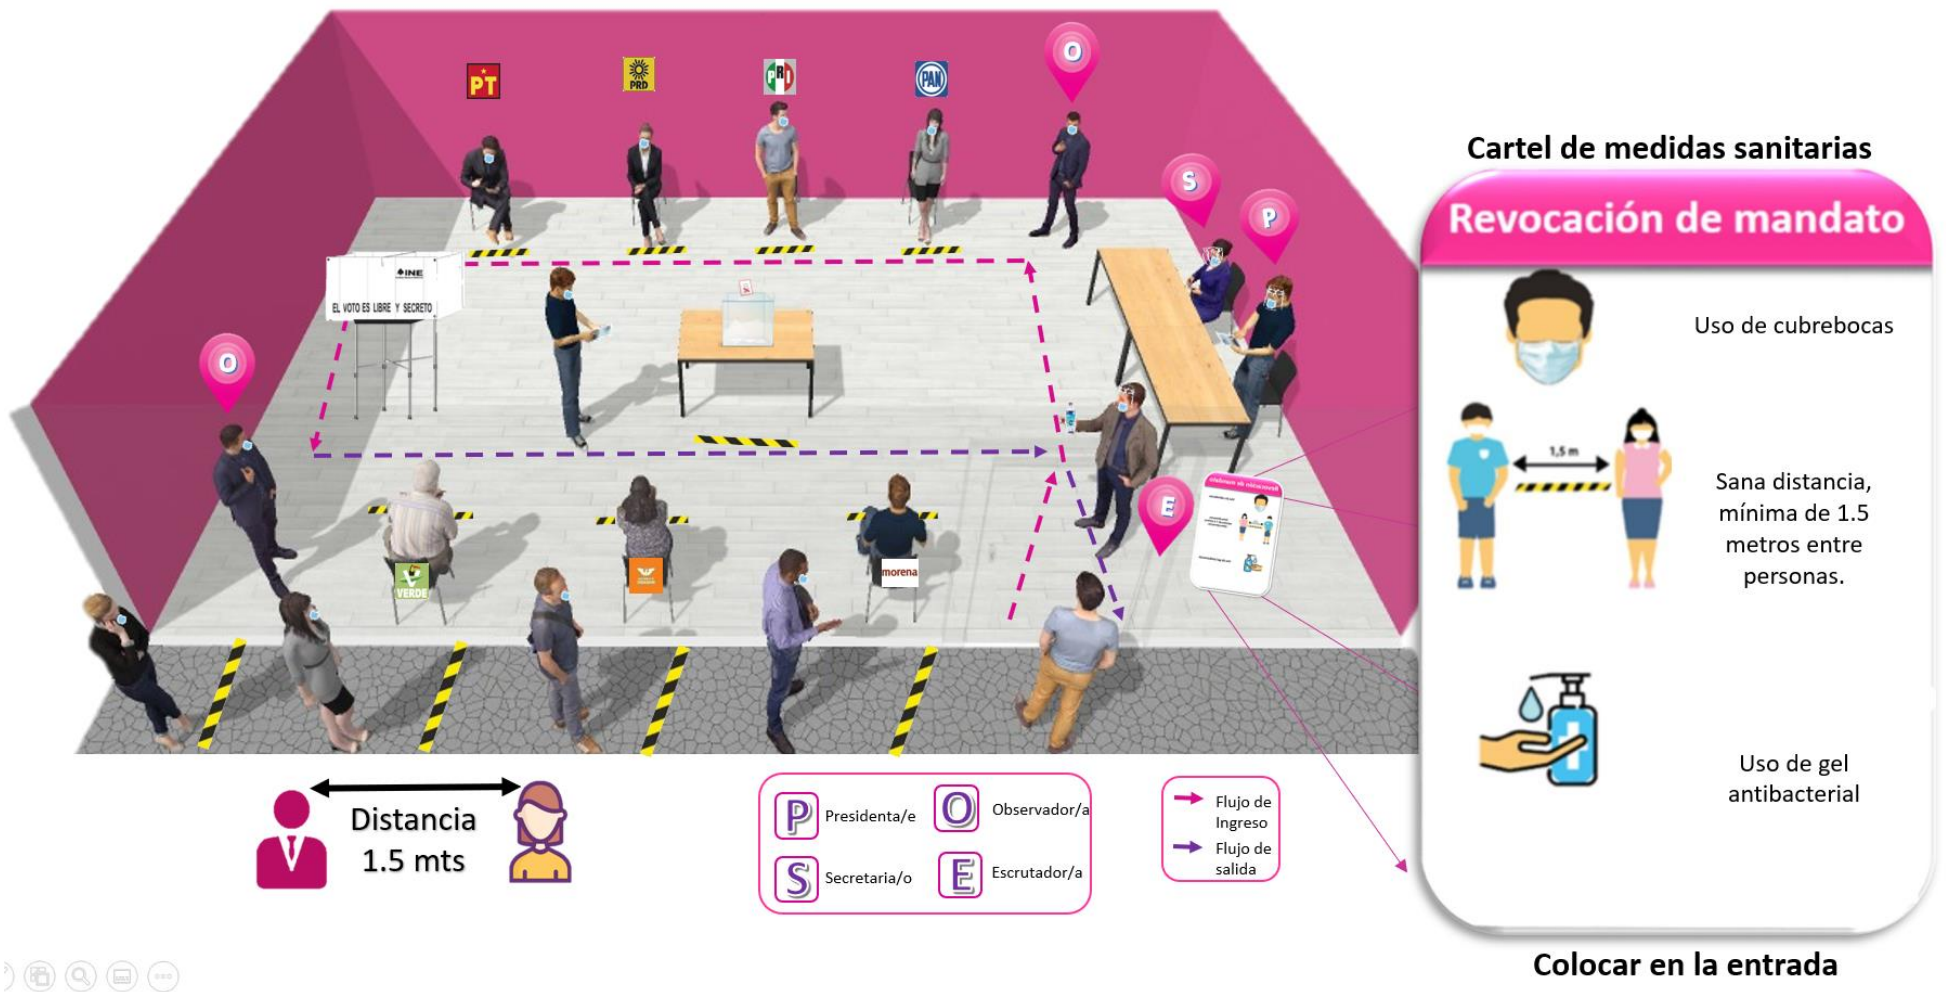 PT
PRD
PRI
PAN
O
S
P
INE
EL VOTO ES LIBRE Y SECRETO
O
E
VERDE
morena
Distancia
1.5 mts
P
Presidenta/e
O
Observador/a
S
Secretaria/o
E
Escrutador/a
Flujo de
Ingreso
Flujo de
salida
Cartel de medidas sanitarias
Revocación de mandato
Uso de cubrebocas
1,5 m
Sana distancia,
mínima de 1.5
metros entre
personas.
Uso de gel
antibacterial
Colocar en la entrada